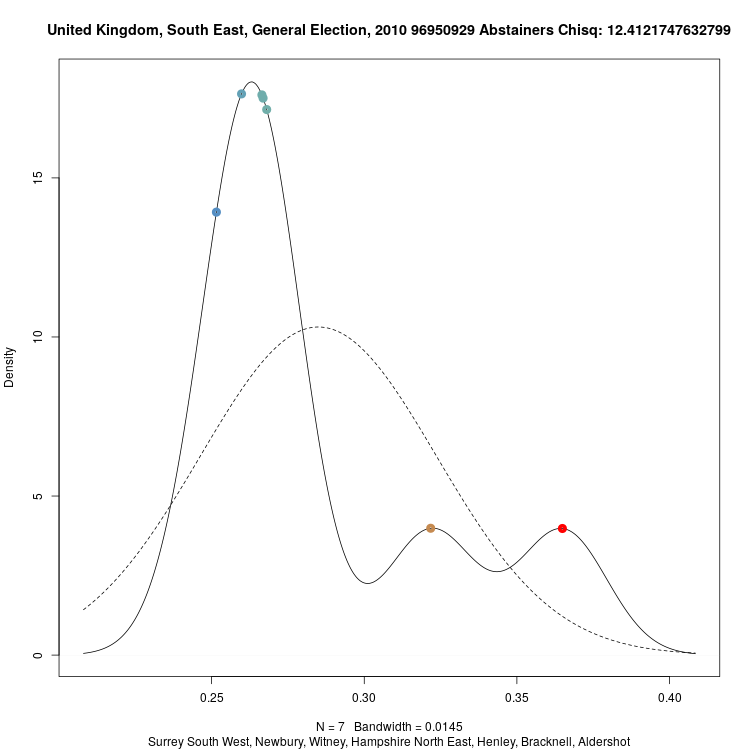 United Kingdom, South East, General Election, 2010 96950929 Abstainers Chisq: 12.4121747632799
Density
15
10
5
0
0.25 0.30 0.35 0.40
N = 7 Bandwidth = 0.0145
Surrey South West, Newbury, Witney, Hampshire North East, Henley, Bracknell, Aldershot